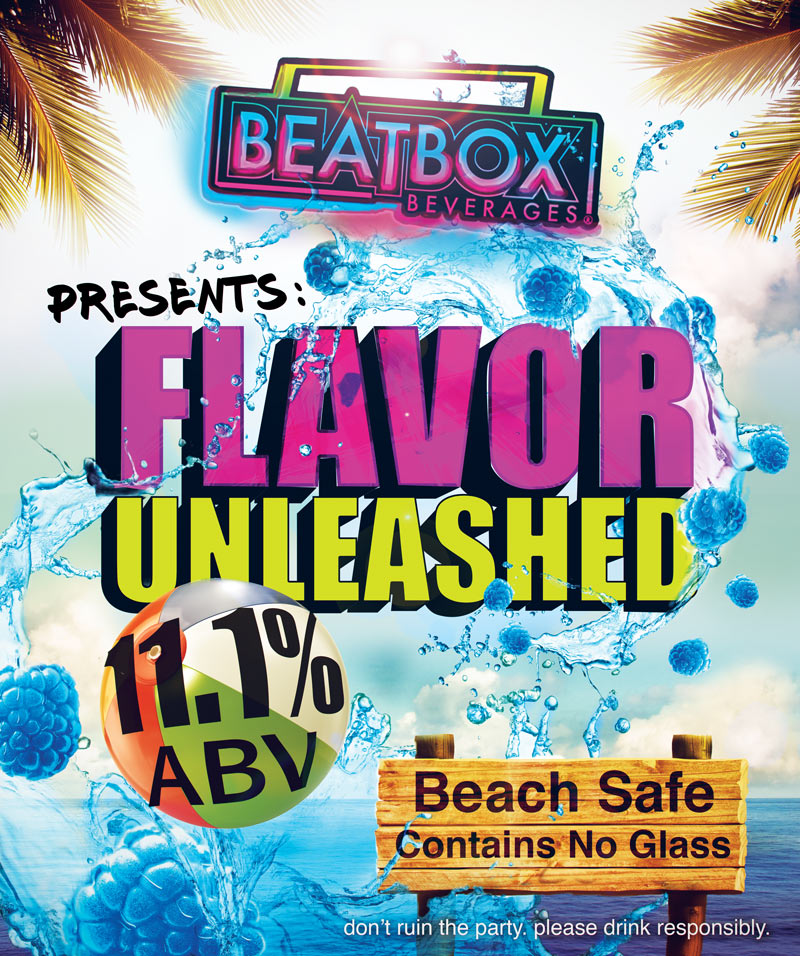 BEATBOX
BEVERAGES®
PRESENTS:
FLAVOR
UNLEASHED
11.1%
ABV
Beach Safe
Contains No Glass
don't ruin the party. please drink responsibly.